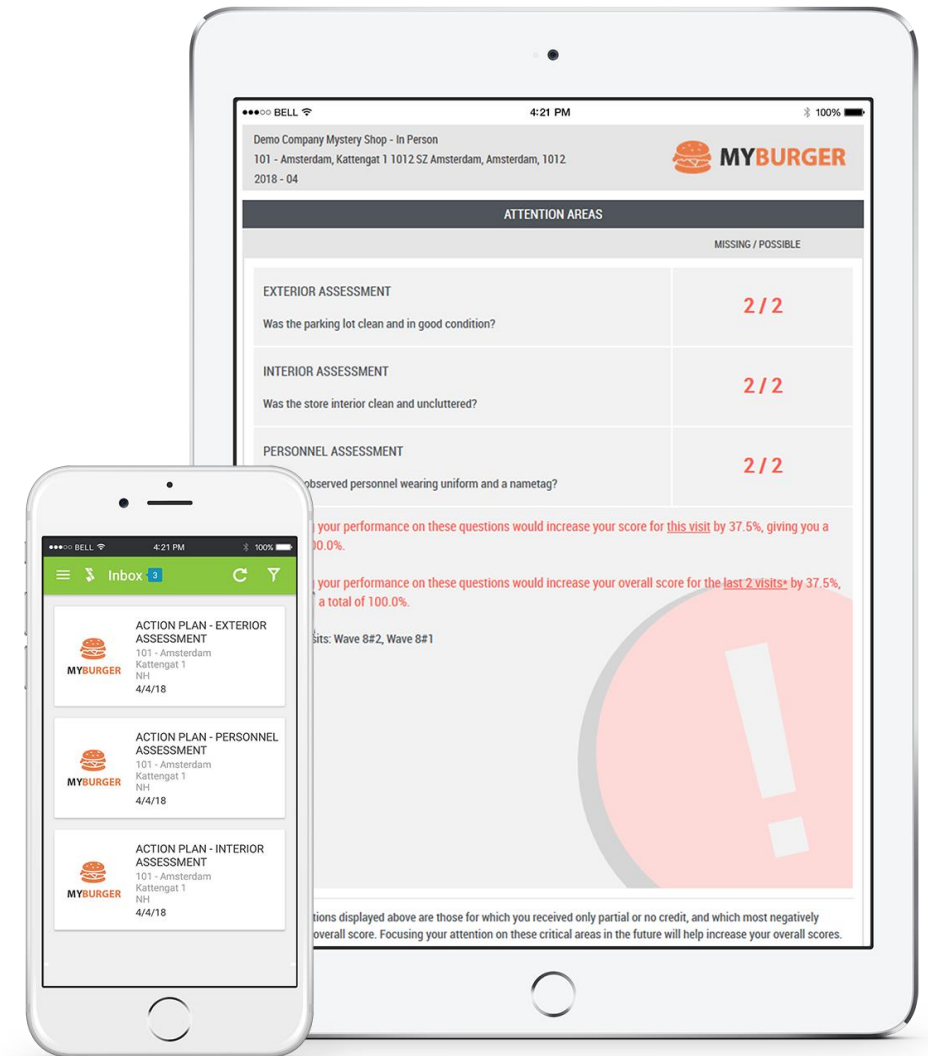 BELL
4:21 PM
100%
Demo Company Mystery Shop - In Person
101 - Amsterdam, Kattengat 1 1012 SZ Amsterdam, Amsterdam, 1012
2018 - 04
MYBURGER
ATTENTION AREAS
MISSING / POSSIBLE
EXTERIOR ASSESSMENT
Was the parking lot clean and in good condition?
2 / 2
INTERIOR ASSESSMENT
Was the store interior clean and uncluttered?
2 / 2
PERSONNEL ASSESSMENT
observed personnel wearing uniform and a nametag?
2 / 2
your performance on these questions would increase your score for this visit by 37.5%, giving you a
your performance on these questions would increase your overall score for the last 2 visits* by 37.5%,
a total of 100.0%.
Wave 8#2, Wave 8#1
!
displayed above are those for which you received only partial or no credit, and which most negatively
overall score. Focusing your attention on these critical areas in the future will help increase your overall scores.
BELL
4:21 PM
100%
Inbox 3
ACTION PLAN - EXTERIOR
ASSESSMENT
101 - Amsterdam
Kattengat 1
NH
4/4/18
MYBURGER
ACTION PLAN - PERSONNEL
ASSESSMENT
101 - Amsterdam
Kattengat 1
NH
4/4/18
MYBURGER
ACTION PLAN - INTERIOR
ASSESSMENT
101 - Amsterdam
Kattengat 1
NH
4/4/18
MYBURGER